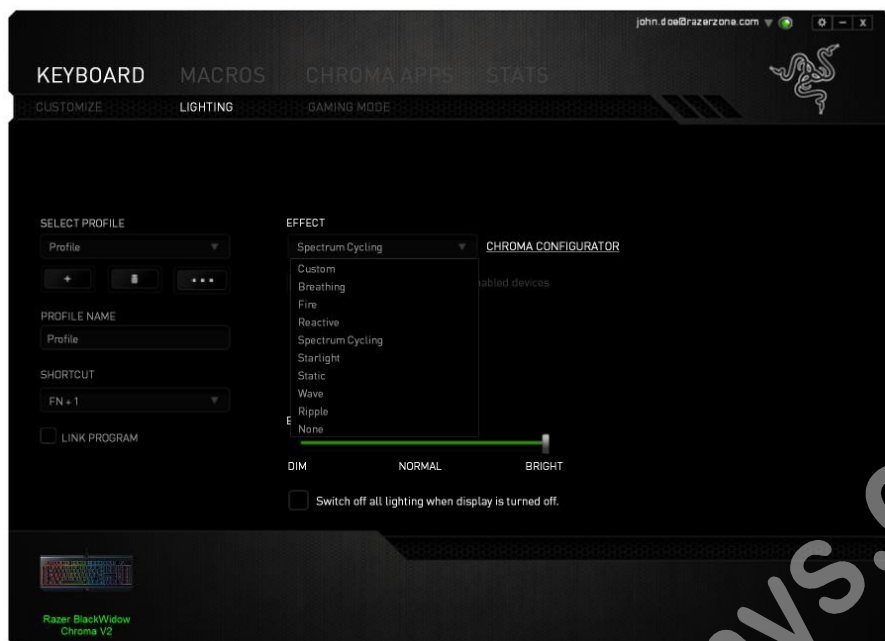 john.doe@razerzone.com
KEYBOARD MACROS CHROMA APPS STATS
CUSTOMIZE LIGHTING GAMING MODE
SELECT PROFILE
Profile
PROFILE NAME
Profile
SHORTCUT
FN + 1
LINK PROGRAM
EFFECT
Spectrum Cycling
CHROMA CONFIGURATOR
Custom
Breathing
Fire
Reactive
Spectrum Cycling
Starlight
Static
Wave
Ripple
None
devices
DIM NORMAL BRIGHT
Switch off all lighting when display is turned off.
Razer BlackWidow
Chroma V2